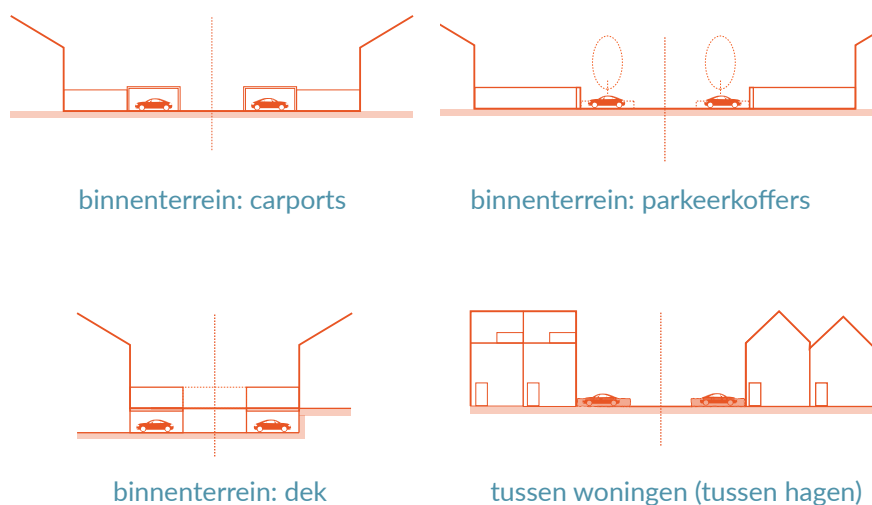 binnenterrein: carports
binnenterrein: parkeerkoffers
binnenterrein: dek
tussen woningen (tussen hagen)